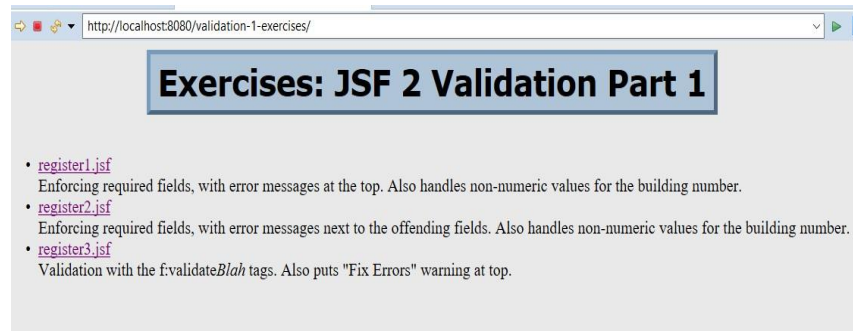 http://localhost:8080/validation-1-exercises/
Exercises: JSF 2 Validation Part 1
• register1.jsf
Enforcing required fields, with error messages at the top. Also handles non-numeric values for the building number.
• register2.jsf
Enforcing required fields, with error messages next to the offending fields. Also handles non-numeric values for the building number.
• register3.jsf
Validation with the f:validateBlah tags. Also puts "Fix Errors" warning at top.